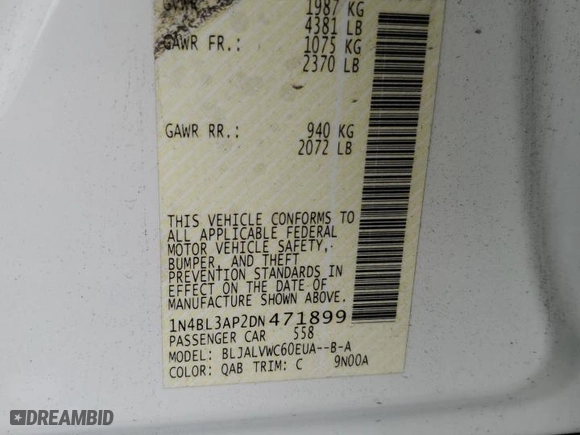 1987 KG
4381 LB
GAWR FR.: 1075 KG
2370 LB
GAWR RR.: 940 KG
2072 LB
THIS VEHICLE CONFORMS TO
ALL APPLICABLE FEDERAL
MOTOR VEHICLE SAFETY,
BUMPER, AND THEFT
PREVENTION STANDARDS IN
EFFECT ON THE DATE OF
MANUFACTURE SHOWN ABOVE.
1N4BL3AP2DN471899
PASSENGER CAR 558
MODEL: BLJALVWC60EUA--B-A
COLOR: QAB TRIM: C 9N00A
DREAMBID